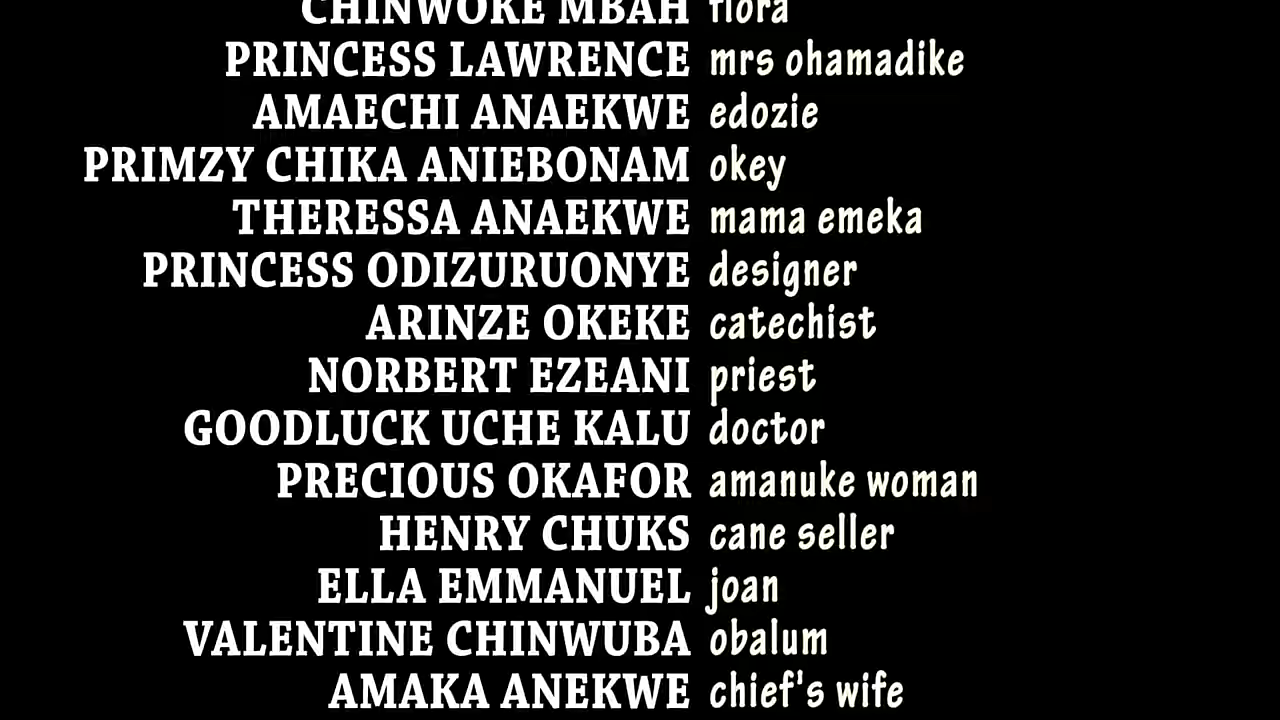 CHINWOKE MBAH flora
PRINCESS LAWRENCE mrs ohamadike
AMAECHI ANAEKWE edozie
PRIMZY CHIKA ANIEBONAM okey
THERESSA ANAEKWE mama emeka
PRINCESS ODIZURUONYE designer
ARINZE OKEKE catechist
NORBERT EZEANI priest
GOODLUCK UCHE KALU doctor
PRECIOUS OKAFOR amanuke woman
HENRY CHUKS cane seller
ELLA EMMANUEL joan
VALENTINE CHINWUBA obalum
AMAKA ANEKWE chief's wife